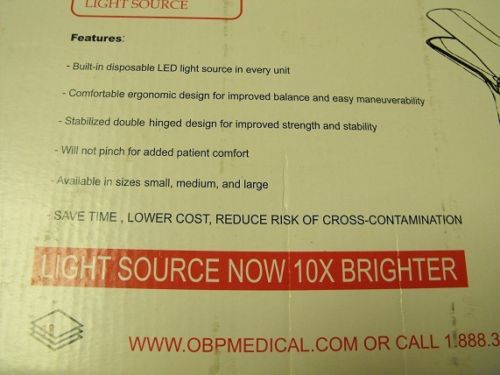 LIGHT SOURCE
Features:
- Built-in disposable LED light source in every unit
- Comfortable ergonomic design for improved balance and easy maneuverability
- Stabilized double hinged design for improved strength and stability
- Will not pinch for added patient comfort
- Available in sizes small, medium, and large
- SAVE TIME , LOWER COST, REDUCE RISK OF CROSS-CONTAMINATION
LIGHT SOURCE NOW 10X BRIGHTER
WWW.OBPMEDICAL.COM OR CALL 1.888.3